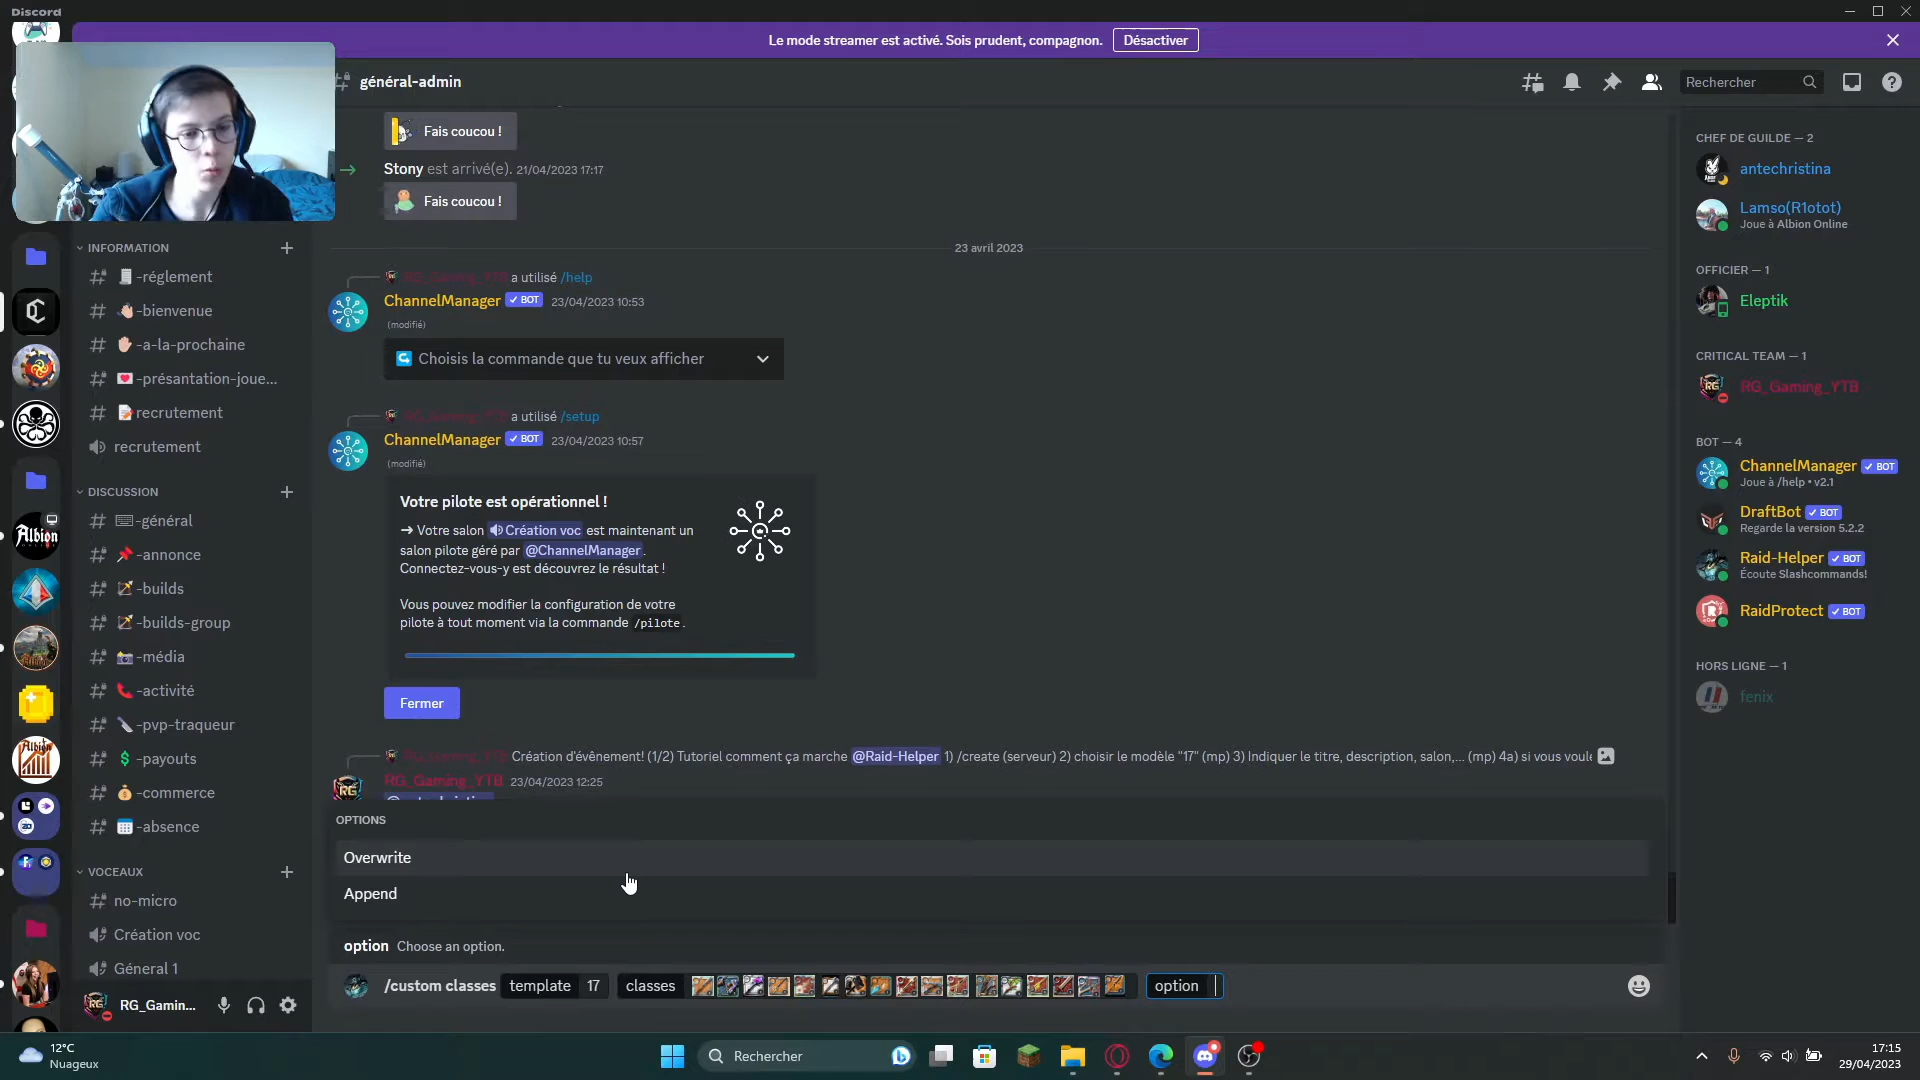 Discord
Le mode streamer est activé. Sois prudent, compagnon.
Désactiver
général-admin
Rechercher
Fais coucou !
Stony est arrivé(e). 21/04/2023 17:17
Fais coucou !
23 avril 2023
RG_Gaming_YTB a utilisé /help
ChannelManager BOT 23/04/2023 10:53
(modifié)
Choisis la commande que tu veux afficher
RG_Gaming_YTB a utilisé /setup
ChannelManager BOT 23/04/2023 10:57
(modifié)
Votre pilote est opérationnel !
➜ Votre salon Création voc est maintenant un
salon pilote géré par @ChannelManager.
Connectez-vous-y est découvrez le résultat !
Vous pouvez modifier la configuration de votre
pilote à tout moment via la commande /pilote.
Fermer
RG_Gaming_YTB Création d'évênement! (1/2) Tutoriel comment ça marche @Raid-Helper 1) /create (serveur) 2) choisir le modèle "17" (mp) 3) Indiquer le titre, description, salon,... (mp) 4a) si vous voule
RG_Gaming_YTB 23/04/2023 12:25
OPTIONS
Overwrite
Append
option Choose an option.
/custom classes template 17 classes option
INFORMATION
-réglement
-bienvenue
-a-la-prochaine
-présantation-joue...
recrutement
recrutement
DISCUSSION
-général
-annonce
-builds
-builds-group
-média
-activité
-pvp-traqueur
-payouts
-commerce
-absence
VOCEAUX
no-micro
Création voc
Géneral 1
RG_Gamin...
CHEF DE GUILDE — 2
antechristina
Lamso(R1otot)
Joue à Albion Online
OFFICIER — 1
Eleptik
CRITICAL TEAM — 1
RG_Gaming_YTB
BOT — 4
ChannelManager BOT
Joue à /help • v2.1
DraftBot BOT
Regarde la version 5.2.2
Raid-Helper BOT
Écoute Slashcommands!
RaidProtect BOT
HORS LIGNE — 1
fenix
12°C
Nuageux
Rechercher
17:15
29/04/2023